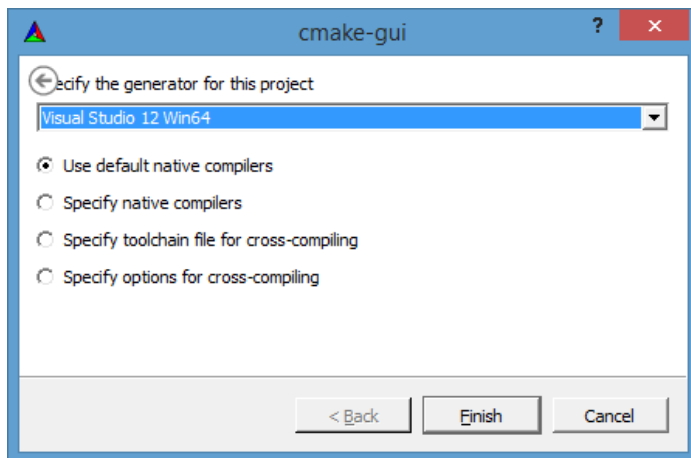 cmake-gui
?
ecify the generator for this project
Visual Studio 12 Win64
Use default native compilers
Specify native compilers
Specify toolchain file for cross-compiling
Specify options for cross-compiling
< Back Finish Cancel